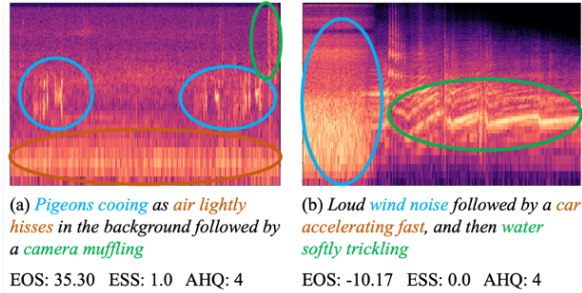 (a) Pigeons cooing as air lightly
hisses in the background followed by
a camera muffling
EOS: 35.30 ESS: 1.0 AHQ: 4
(b) Loud wind noise followed by a car
accelerating fast, and then water
softly trickling
EOS: -10.17 ESS: 0.0 AHQ: 4